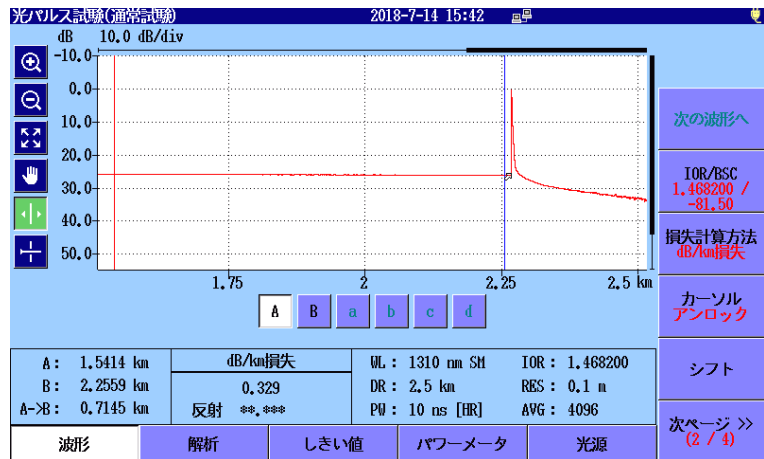 光パルス試験(通常試験) 2018-7-14 15:42
dB 10.0 dB/div
-10.0
0.0
10.0
20.0
30.0
40.0
50.0
1.75 2 2.25 2.5 km
A B a b c d
次の波形へ
IOR/BSC
1.468200 /
-81.50
損失計算方法
dB/km損失
カーソル
アンロック
シフト
次ページ >>
(2 / 4)
A: 1.5414 km dB/km損失 WL: 1310 nm SM IOR: 1.468200
B: 2.2559 km 0.329 DR: 2.5 km RES: 0.1 m
A->B: 0.7145 km 反射 **.*** PW: 10 ns [HR] AVG: 4096
波形 解析 しきい値 パワーメータ 光源